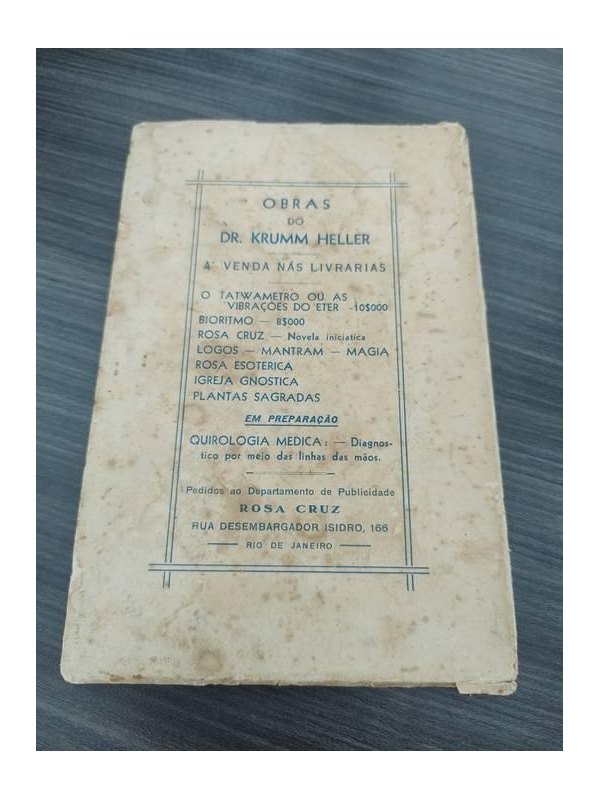 OBRAS
DO
DR. KRUMM HELLER
A' VENDA NAS LIVRARIAS
O TATWAMETRO OU AS
VIBRAÇÕES DO ETER -10$000
BIORITMO — 8$000
ROSA CRUZ — Novela iniciatica
LOGOS — MANTRAM — MAGIA
ROSA ESOTERICA
IGREJA GNOSTICA
PLANTAS SAGRADAS
EM PREPARAÇÃO
QUIROLOGIA MEDICA: — Diagnos-
tico por meio das linhas das mãos.
Pedidos ao Departamento de Publicidade
ROSA CRUZ
RUA DESEMBARGADOR ISIDRO, 166
— RIO DE JANEIRO —